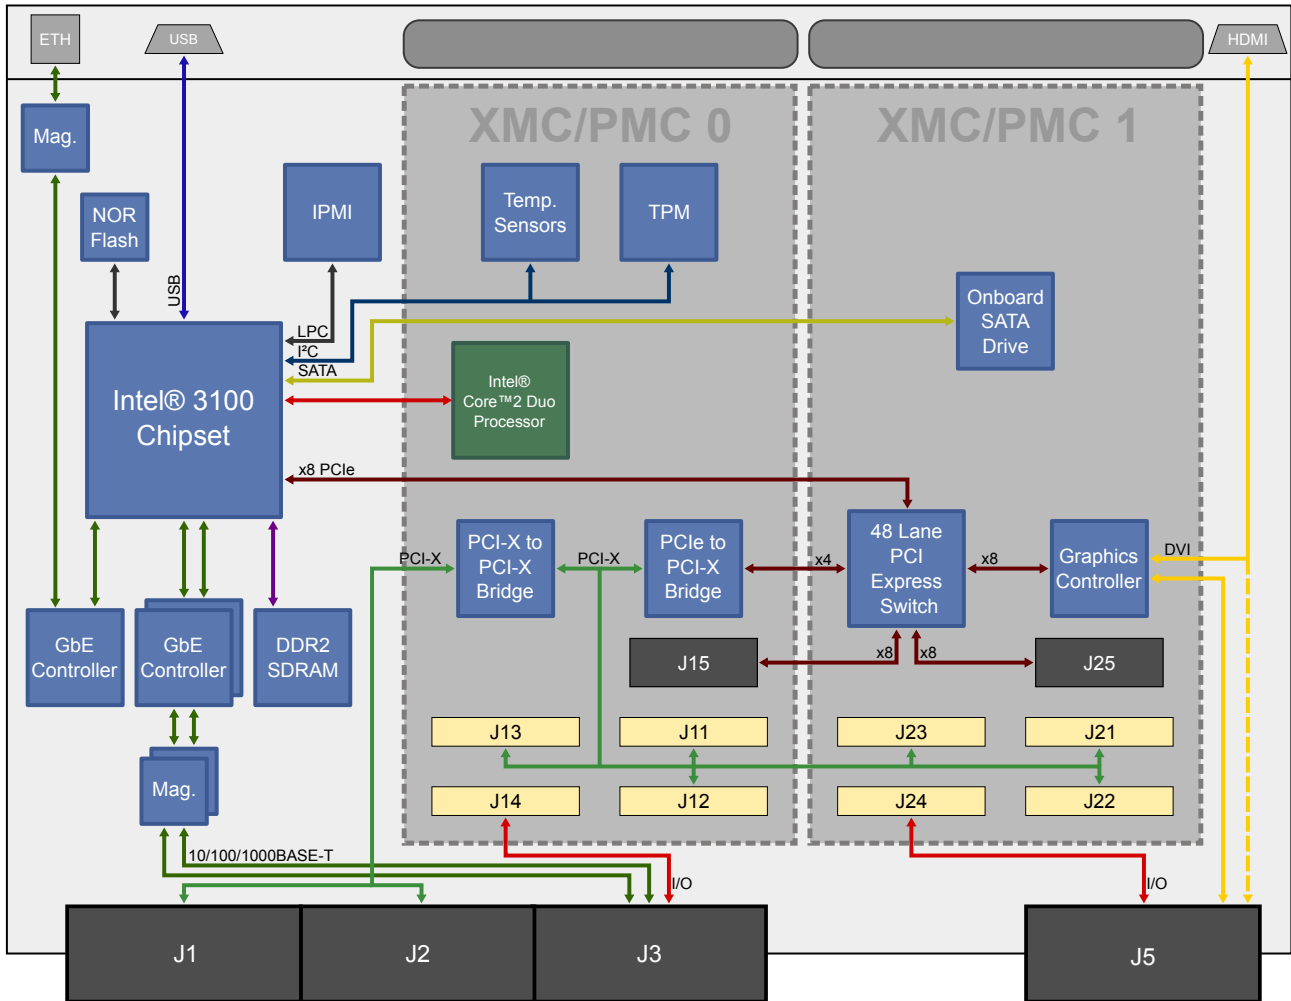 ETH
USB
HDMI
XMC/PMC 0
XMC/PMC 1
Mag.
NOR
Flash
IPMI
Temp.
Sensors
TPM
USB
Onboard
SATA
Drive
LPC
I²C
SATA
Intel® 3100
Chipset
Intel®
Core™2 Duo
Processor
x8 PCIe
PCI-X
PCI-X to
PCI-X
Bridge
PCI-X
PCIe to
PCI-X
Bridge
x4
48 Lane
PCI
Express
Switch
x8
Graphics
Controller
DVI
GbE
Controller
GbE
Controller
DDR2
SDRAM
J15
x8
x8
J25
J13
J11
J23
J21
Mag.
J14
J12
J24
J22
10/100/1000BASE-T
I/O
I/O
J1
J2
J3
J5